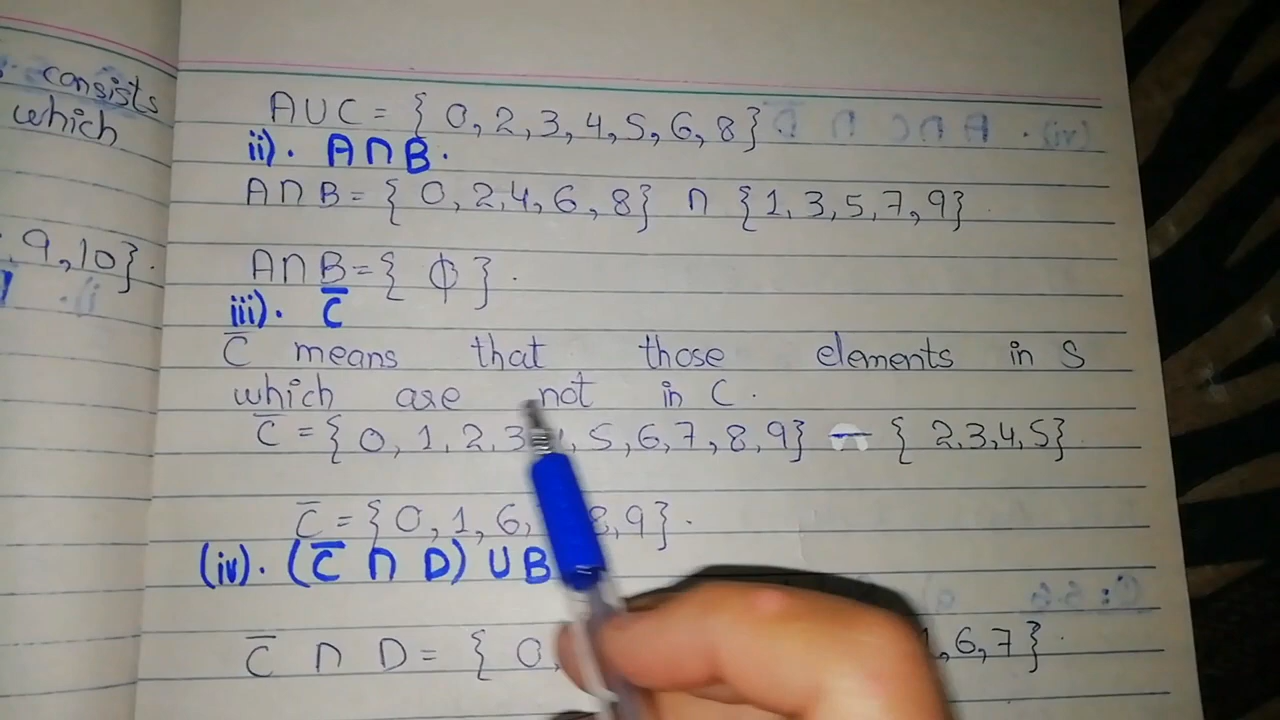 consists
which
9,10}.
A∪C = { 0, 2, 3, 4, 5, 6, 8}
ii). A∩B.
A∩B = { 0, 2,4, 6, 8} ∩ {1, 3, 5, 7, 9}
A∩B = { ϕ } .
iii). C̅
C̅ means that those elements in S
which are not in C.
C̅ = { 0, 1, 2, 3 , 5, 6, 7, 8, 9} – { 2,3,4,5}
C̅ = {0, 1, 6, 8, 9} .
(iv). (C̅ ∩ D) ∪ B
C̅ ∩ D = { 0, , 6, 7 } .